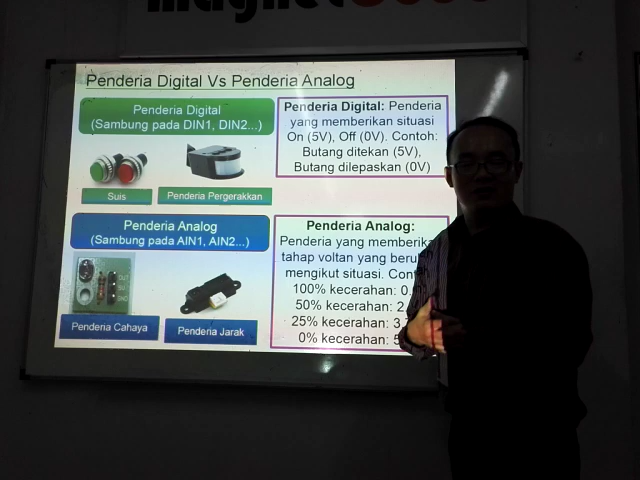 Penderia Digital Vs Penderia Analog
Penderia Digital
(Sambung pada DIN1, DIN2...)
Suis
Penderia Pergerakkan
Penderia Digital: Penderia
yang memberikan situasi
On (5V), Off (0V). Contoh:
Butang ditekan (5V),
Butang dilepaskan (0V)
Penderia Analog
(Sambung pada AIN1, AIN2...)
Penderia Cahaya
Penderia Jarak
Penderia Analog:
Penderia yang memberika
tahap voltan yang
mengikut situasi.
100% kecerahan: 0.
50% kecerahan: 2.
25% kecerahan: 3.
0% kecerahan: